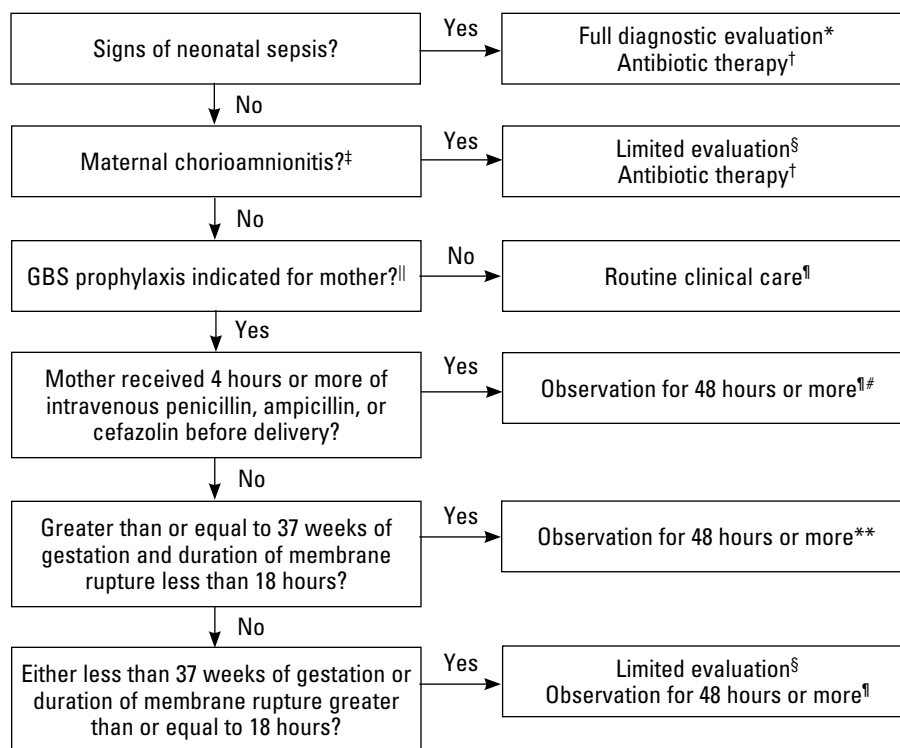 Signs of neonatal sepsis?
Yes
Full diagnostic evaluation*
Antibiotic therapy†
No
Maternal chorioamnionitis?‡
Yes
Limited evaluation§
Antibiotic therapy†
No
GBS prophylaxis indicated for mother?||
No
Routine clinical care¶
Yes
Mother received 4 hours or more of
intravenous penicillin, ampicillin, or
cefazolin before delivery?
Yes
Observation for 48 hours or more¶#
No
Greater than or equal to 37 weeks of
gestation and duration of membrane
rupture less than 18 hours?
Yes
Observation for 48 hours or more**
No
Either less than 37 weeks of gestation or
duration of membrane rupture greater
than or equal to 18 hours?
Yes
Limited evaluation§
Observation for 48 hours or more¶